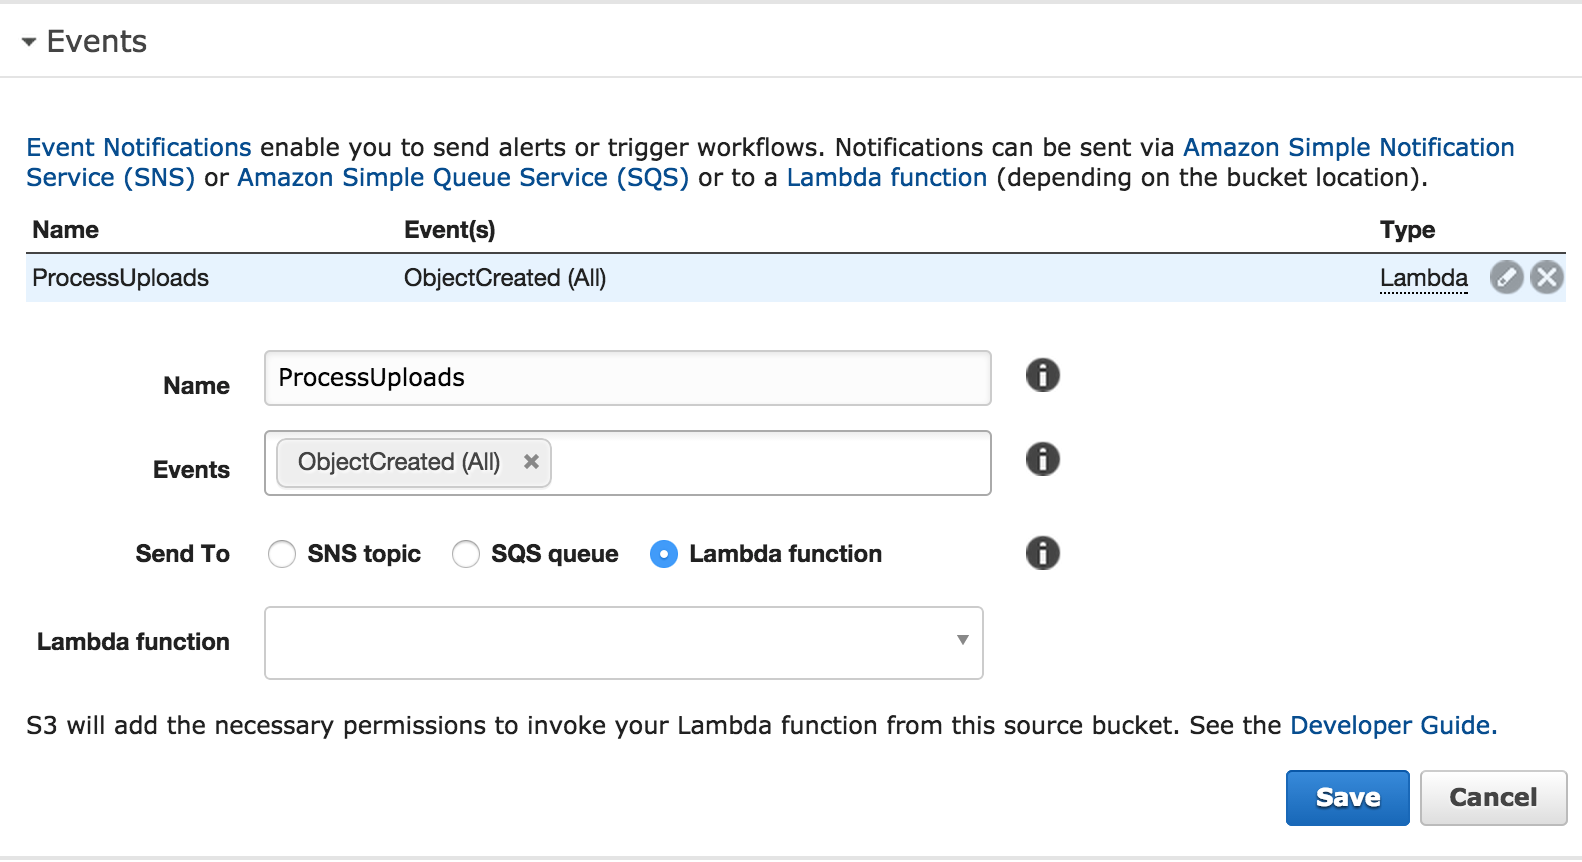 Events
Event Notifications enable you to send alerts or trigger workflows. Notifications can be sent via Amazon Simple Notification
Service (SNS) or Amazon Simple Queue Service (SQS) or to a Lambda function (depending on the bucket location).
Name Event(s) Type
ProcessUploads ObjectCreated (All) Lambda
Name ProcessUploads
Events ObjectCreated (All)
Send To SNS topic SQS queue Lambda function
Lambda function
S3 will add the necessary permissions to invoke your Lambda function from this source bucket. See the Developer Guide.
Save Cancel